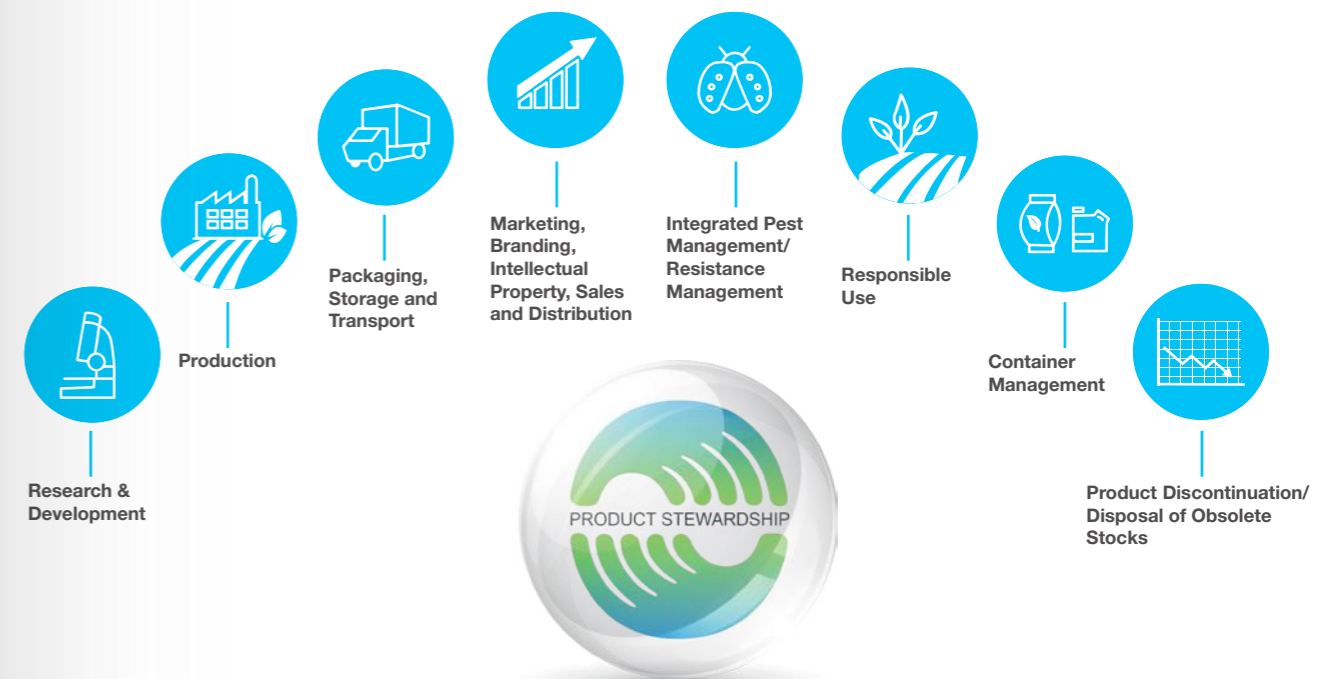 Research &
Development
Production
Packaging,
Storage and
Transport
Marketing,
Branding,
Intellectual
Property, Sales
and Distribution
Integrated Pest
Management/
Resistance
Management
Responsible
Use
Container
Management
Product Discontinuation/
Disposal of Obsolete
Stocks
PRODUCT STEWARDSHIP